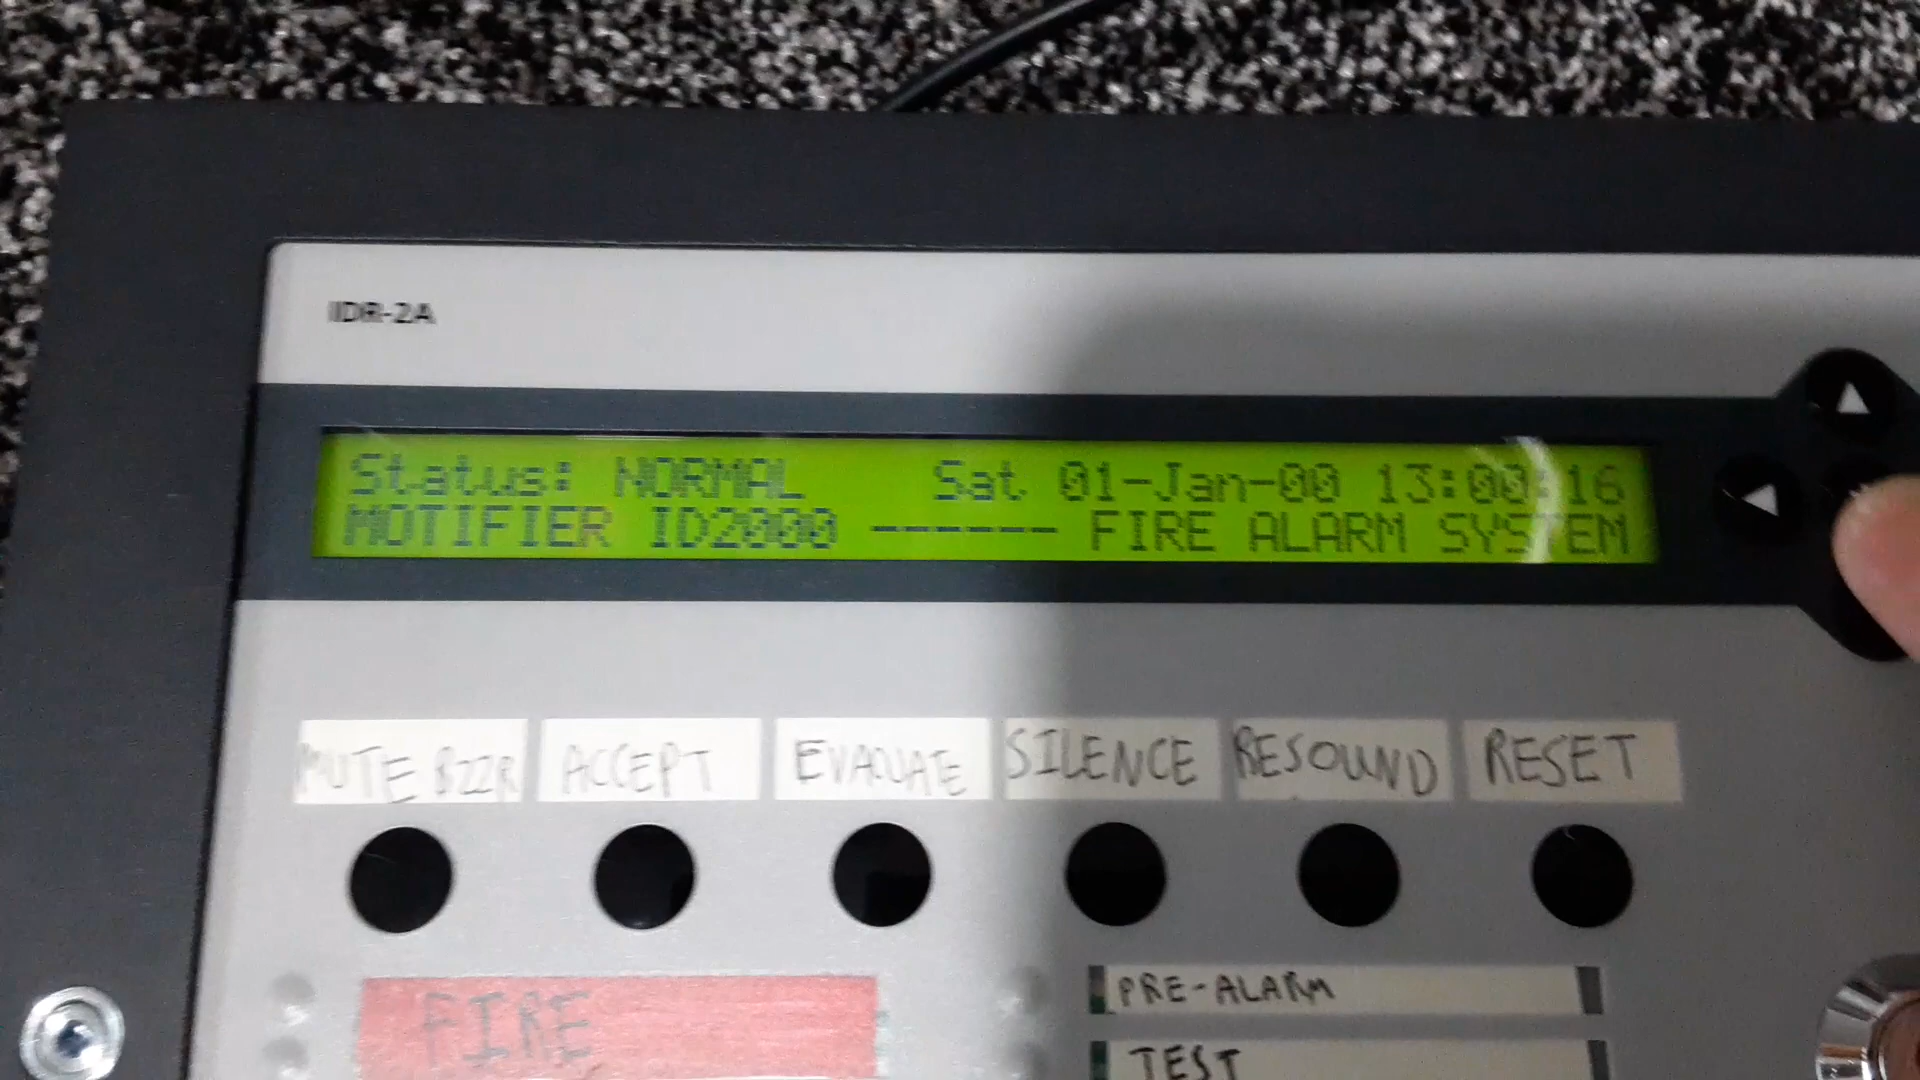 IDR-2A
Status: NORMAL Sat 01-Jan-00 13:00:16
NOTIFIER ID2000 ------ FIRE ALARM SYSTEM
MUTE BZZR ACCEPT EVACUATE SILENCE RESOUND RESET
FIRE
PRE-ALARM
TEST